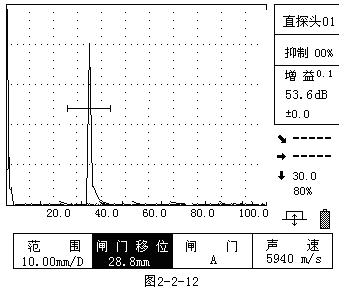 直探头01
抑制 00%
增 益 0.1
53.6dB
±0.0
------
------
30.0
80%
20.0 40.0 60.0 80.0 100.0
范 围
10.00mm/D
闸门移位
28.8mm
闸 门
A
声 速
5940 m/s
图2-2-12